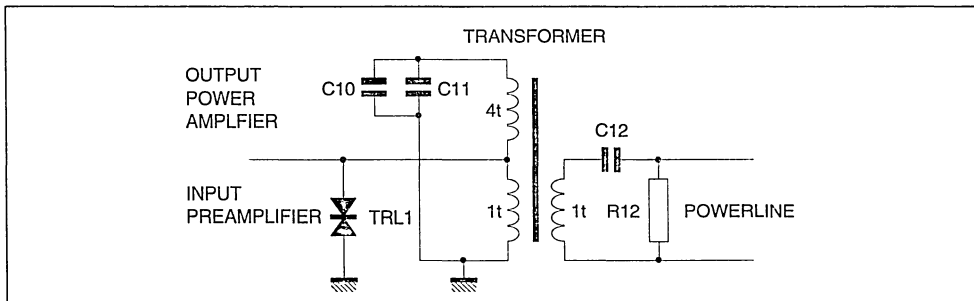 TRANSFORMER
OUTPUT
POWER
AMPLFIER
C10
C11
4t
C12
INPUT
PREAMPLIFIER
TRL1
1t
1t
R12
POWERLINE